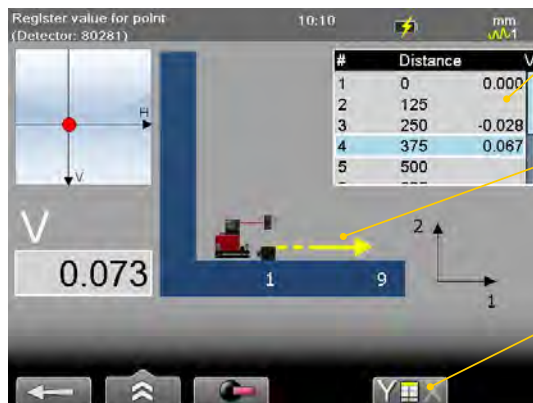 Register value for point 10:10 mm
(Detector: 80281) 1
# Distance V
1 0 0.000
2 125
3 250 -0.028
4 375 0.067
5 500
H
V
V
0.073
2
1 9
1
Y X